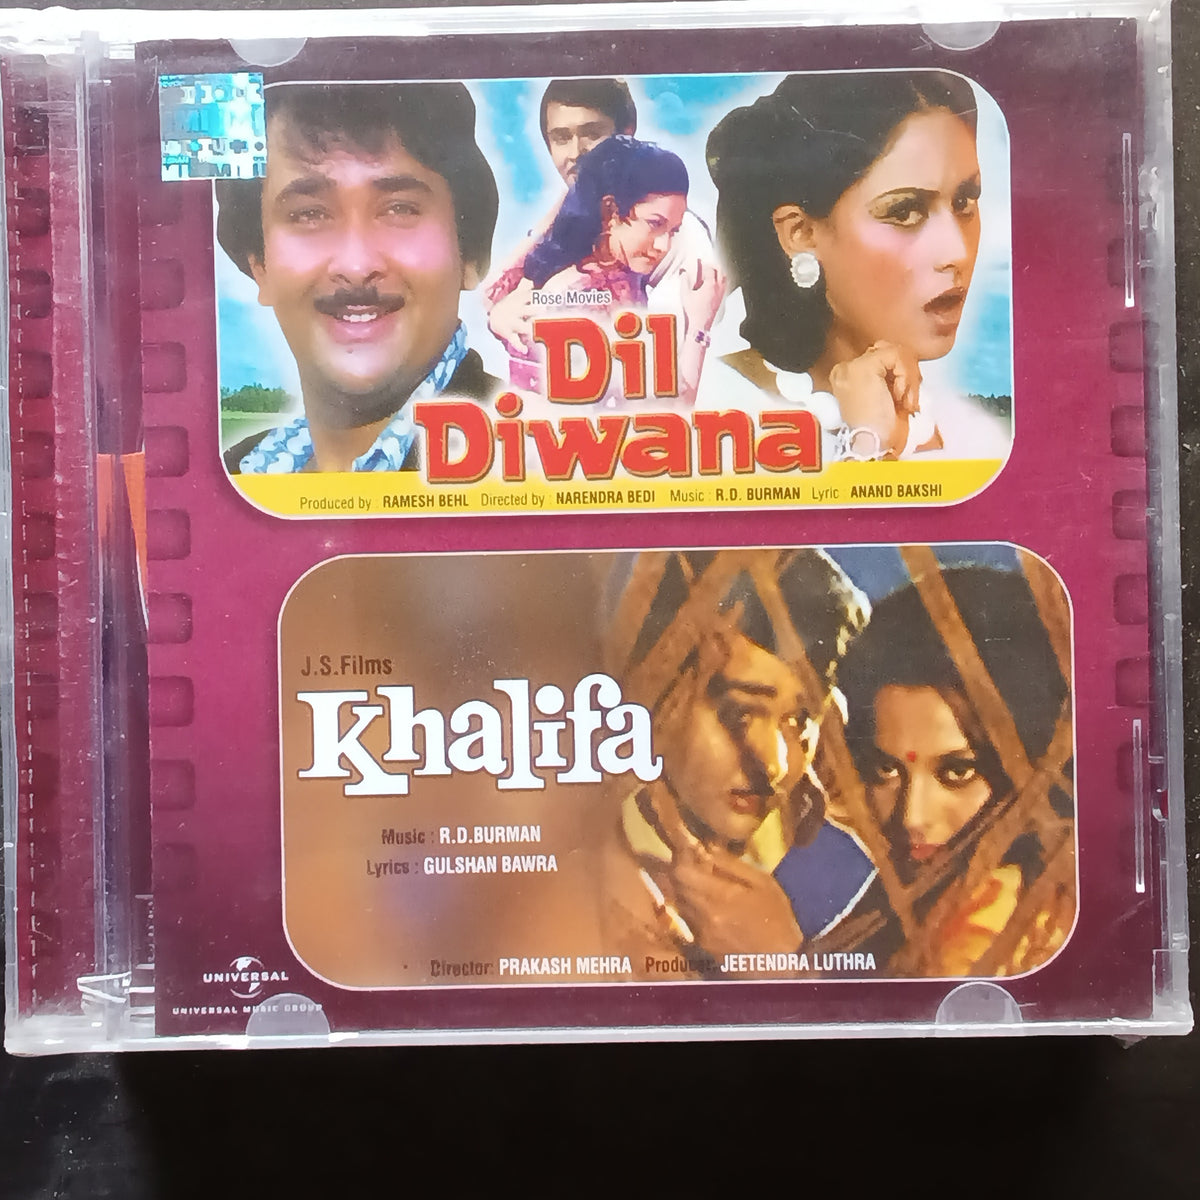 Rose Movies
Dil
Diwana
Produced by : RAMESH BEHL Directed by : NARENDRA BEDI Music : R.D. BURMAN Lyric : ANAND BAKSHI
J.S.Films
Khalifa
Music : R.D.BURMAN
Lyrics : GULSHAN BAWRA
Director: PRAKASH MEHRA Producer: JEETENDRA LUTHRA
UNIVERSAL
UNIVERSAL MUSIC GROUP